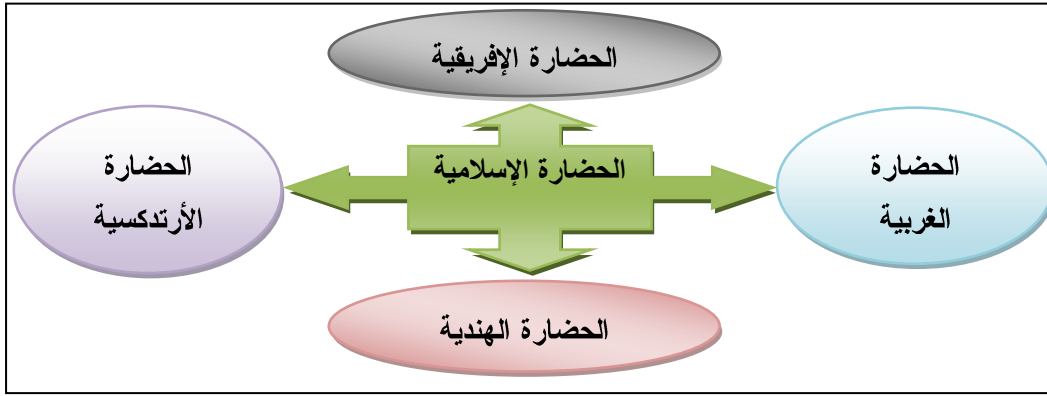 الحضارة الإفريقية
الحضارة
الغربية
الحضارة الإسلامية
الحضارة
الأرتدكسية
الحضارة الهندية